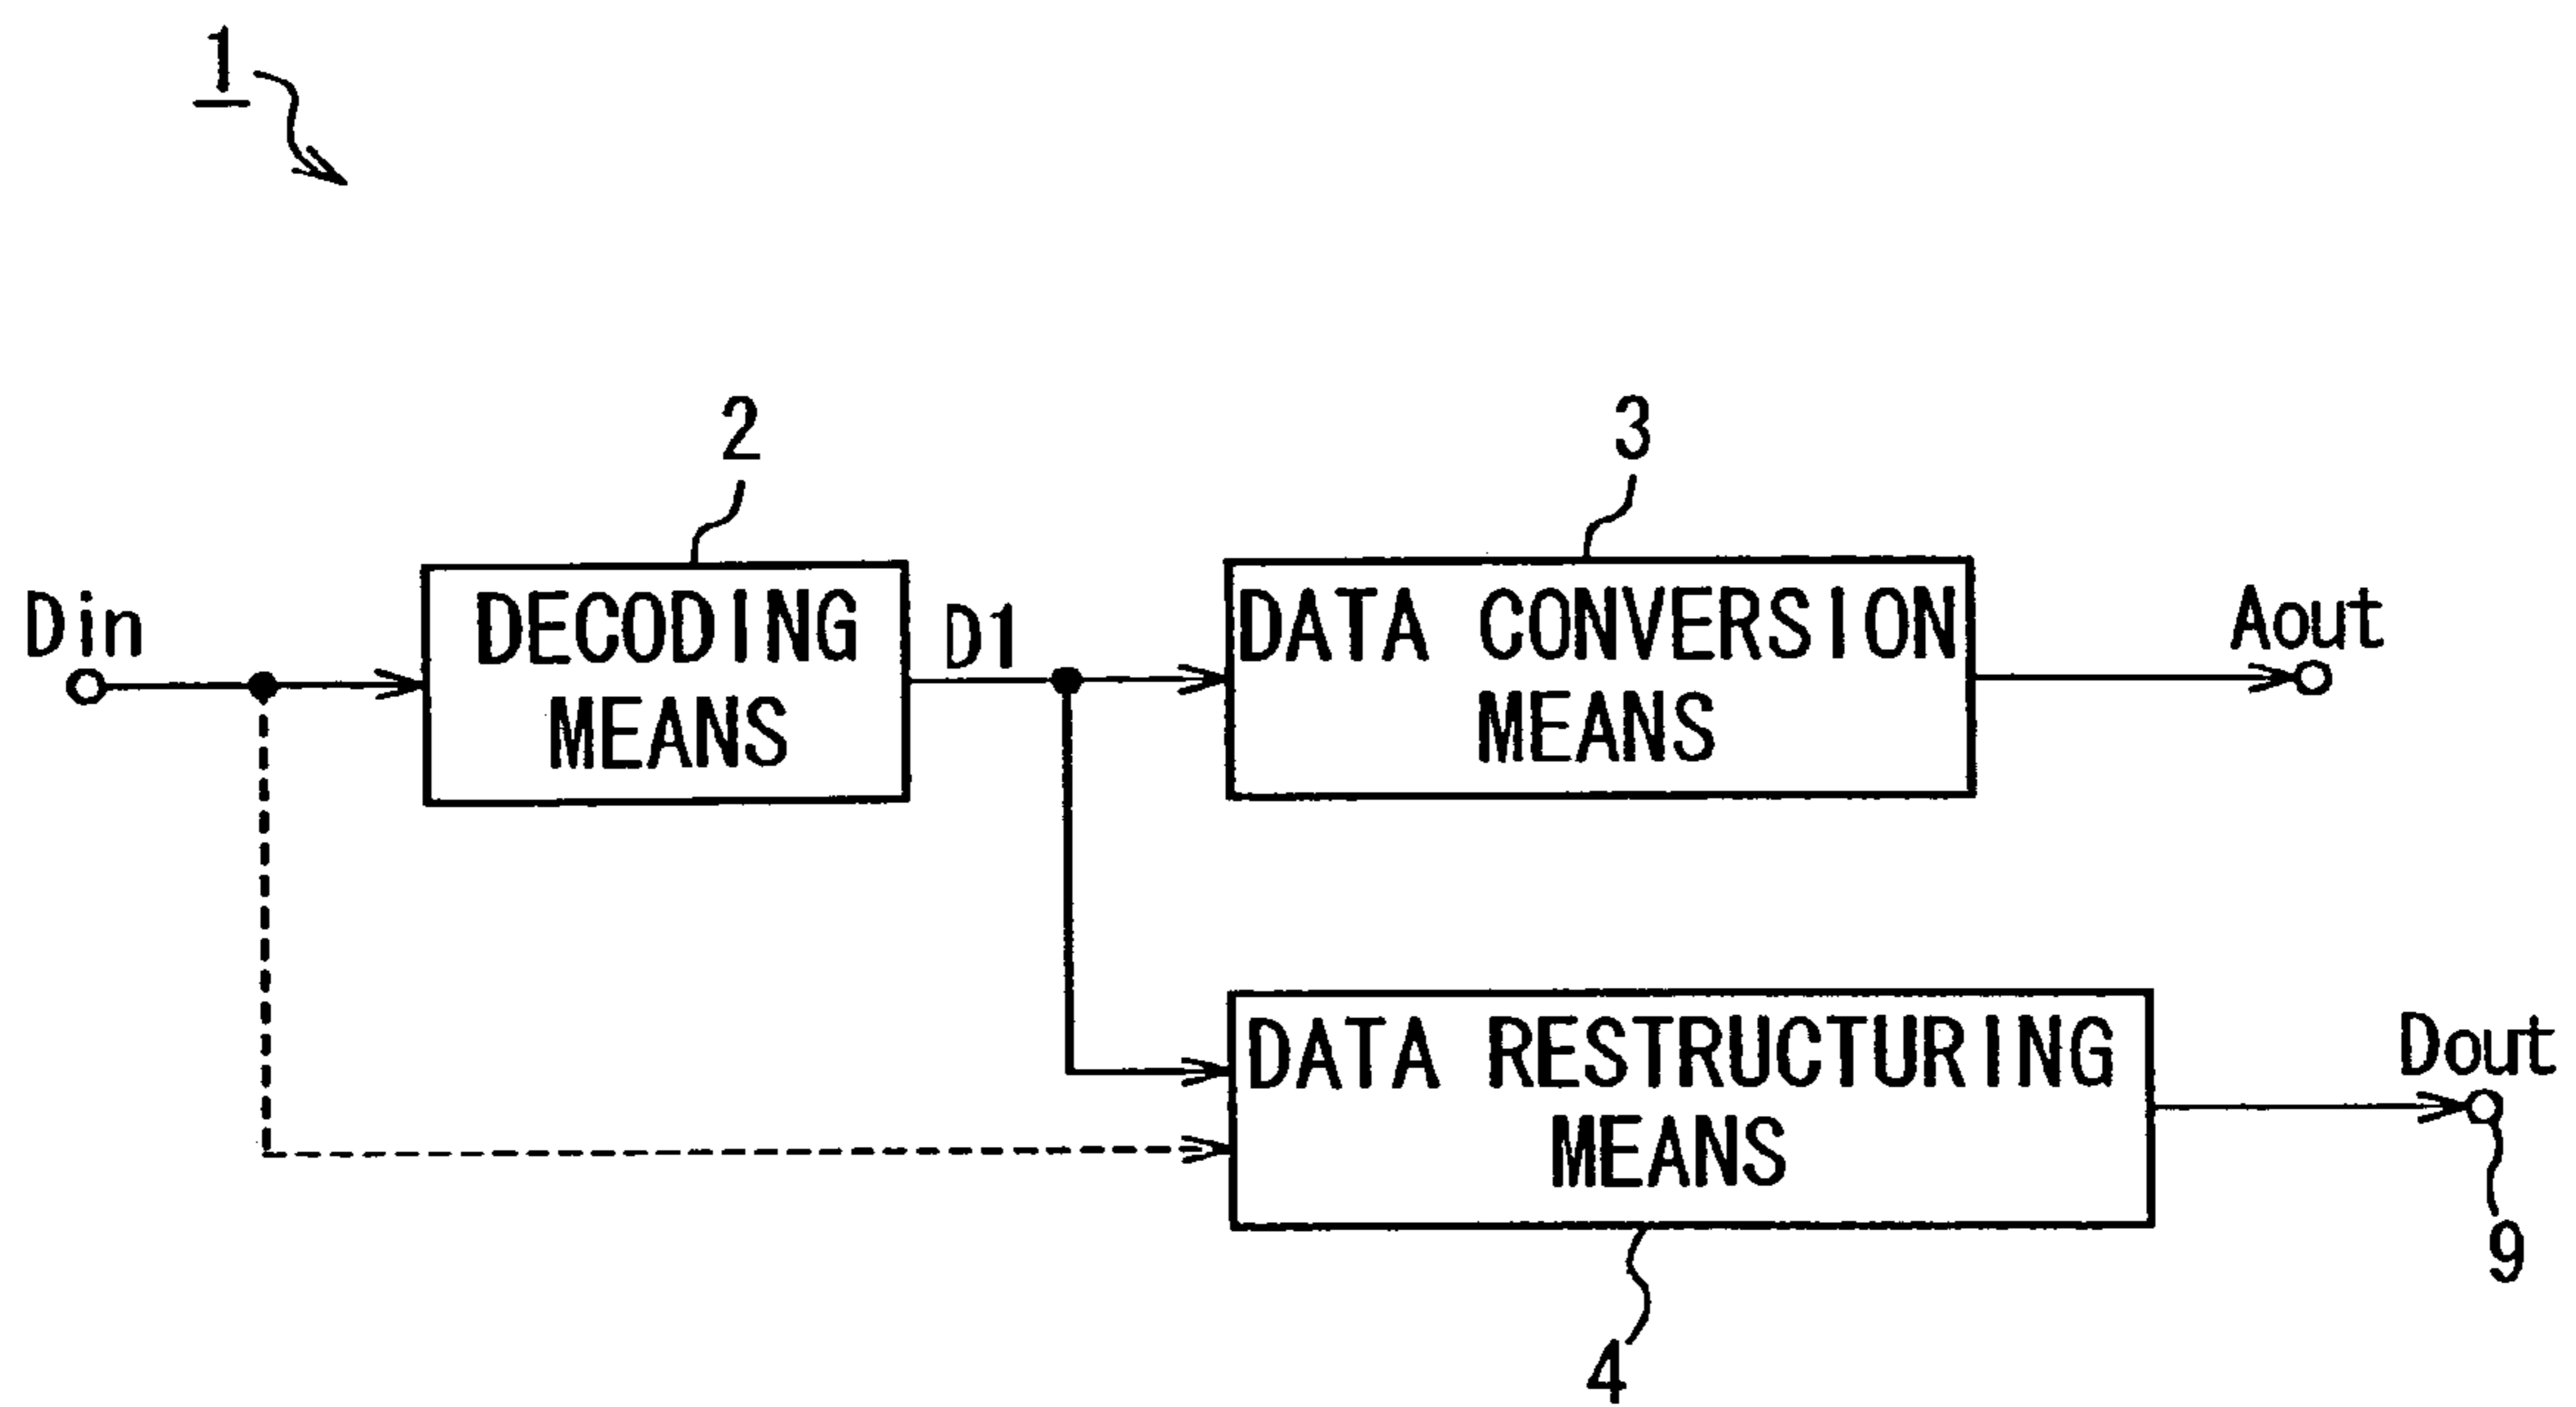 1
2
3
Din
DECODING
MEANS
D1
DATA CONVERSION
MEANS
Aout
DATA RESTRUCTURING
MEANS
Dout
9
4